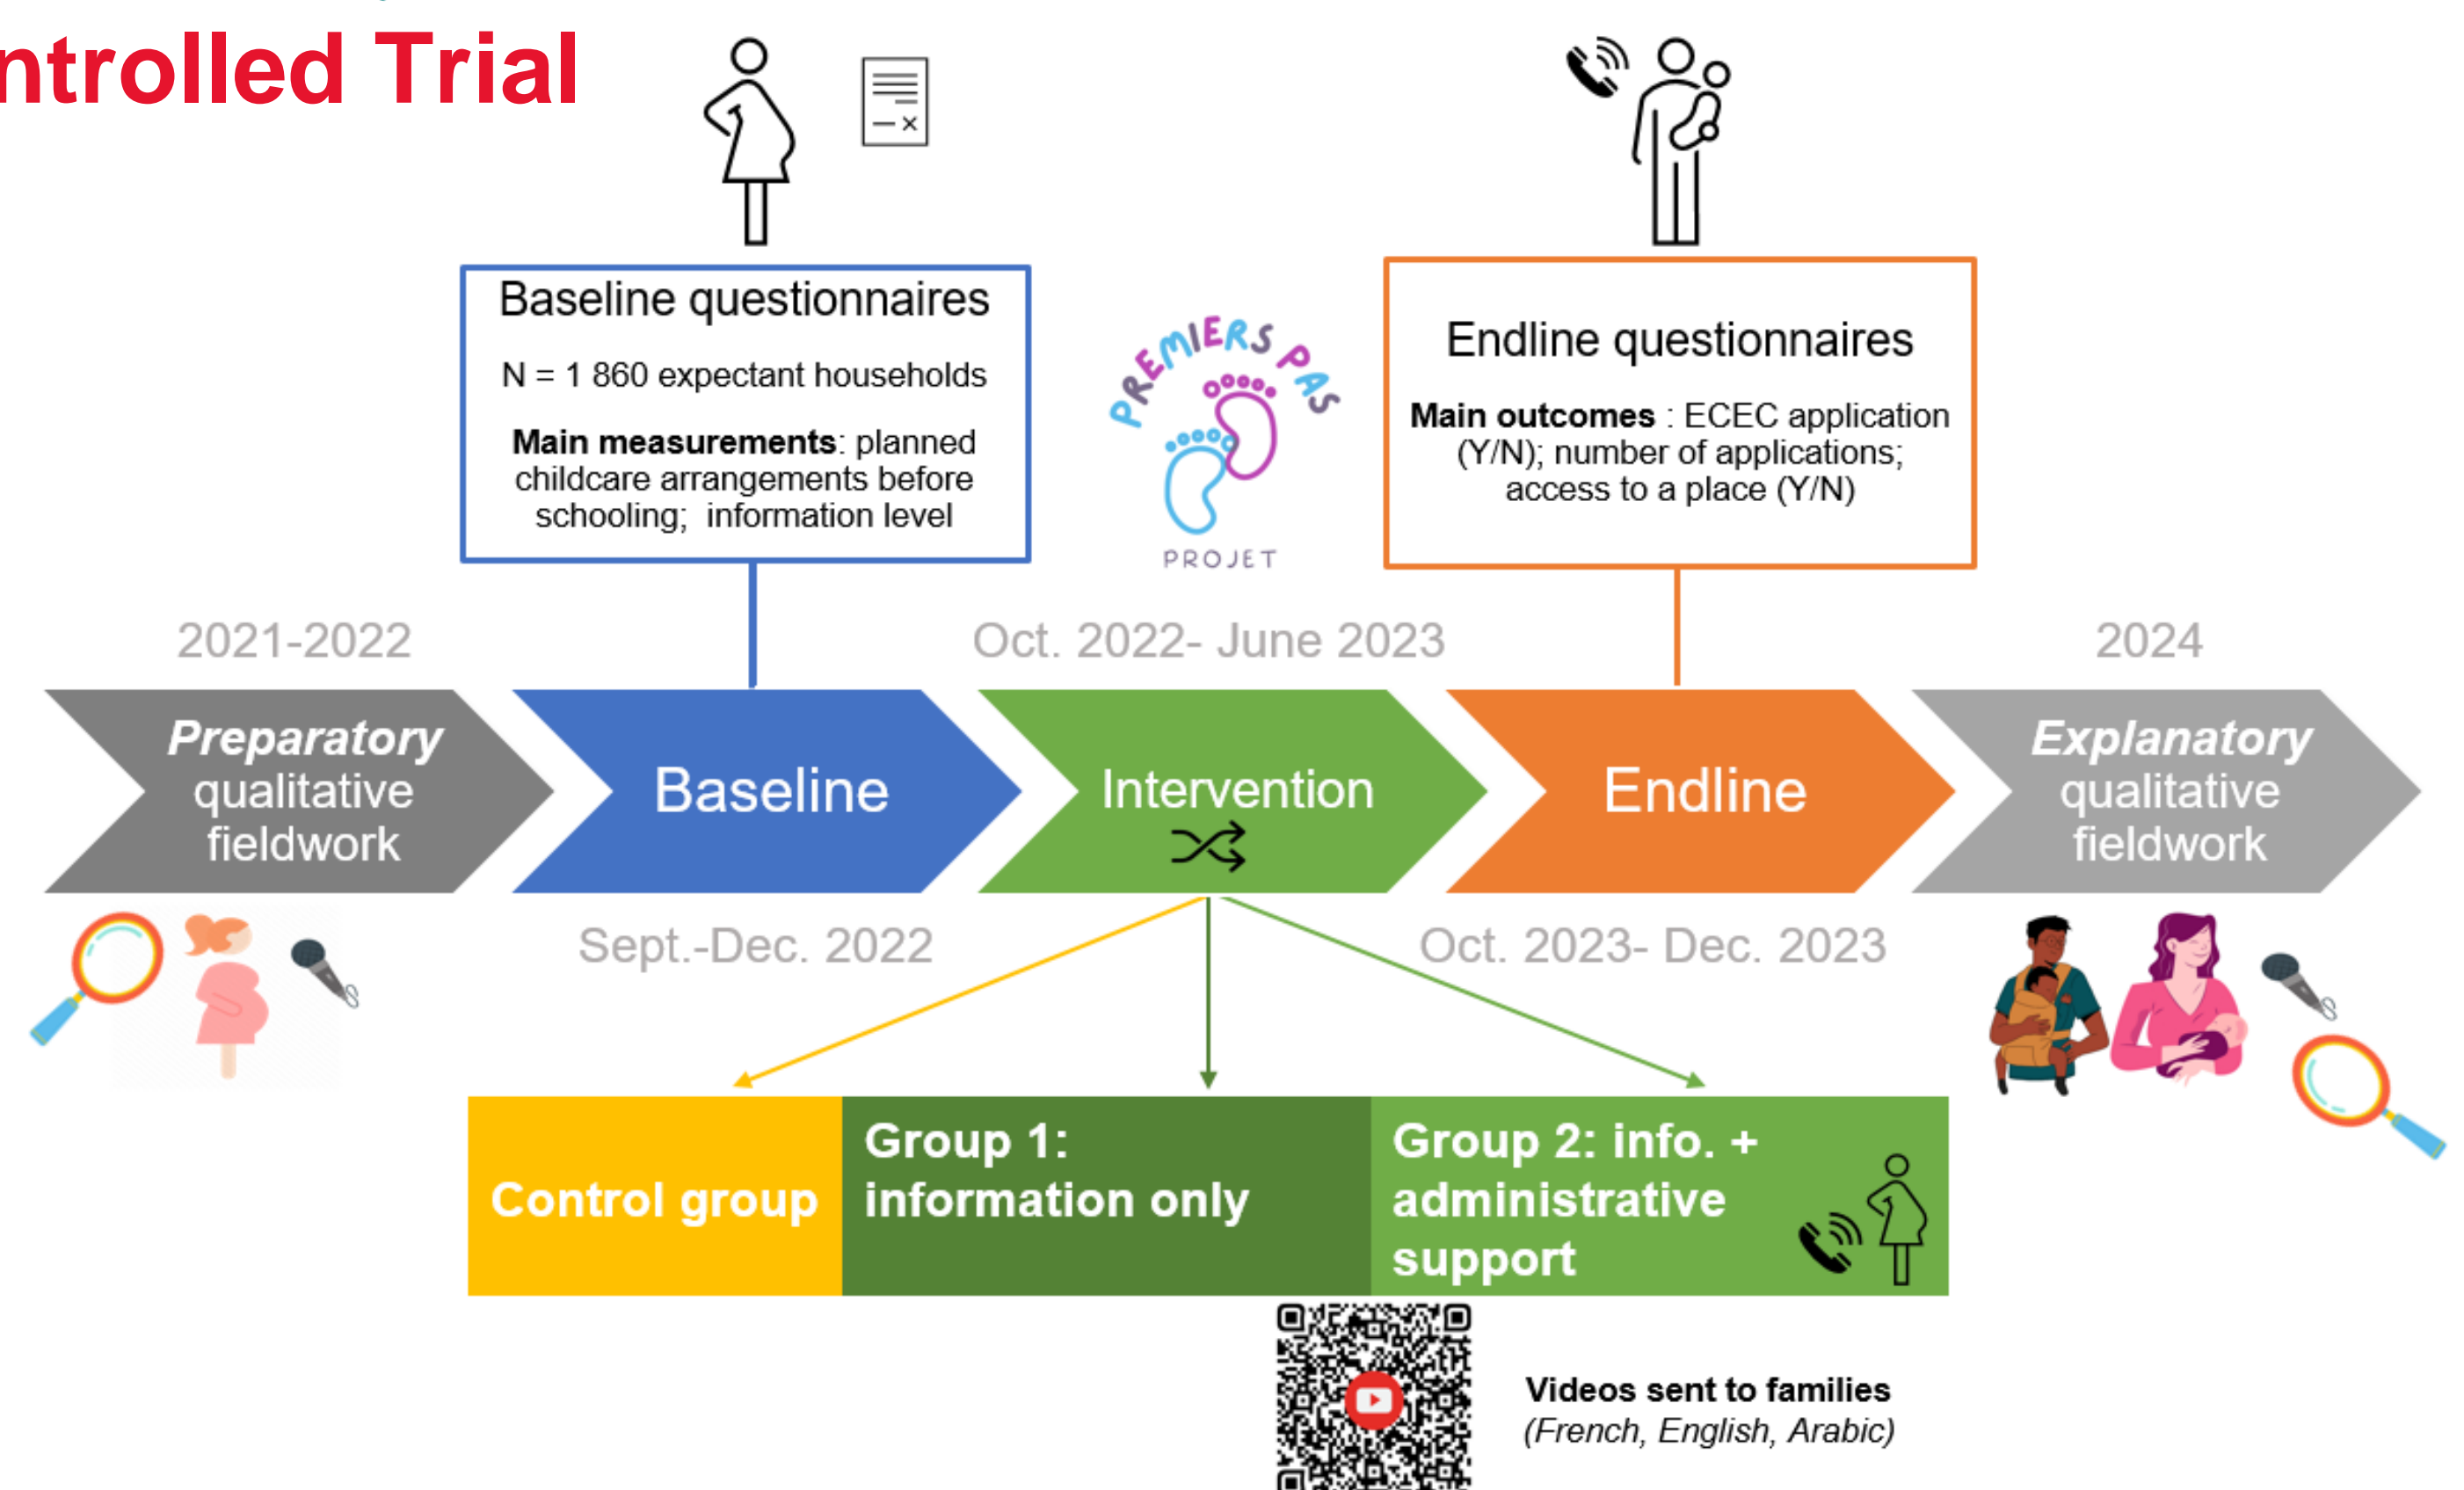 ntrolled Trial
Baseline questionnaires
N = 1 860 expectant households
Main measurements: planned
childcare arrangements before
schooling; information level
PREMIERS PAS
PROJET
Endline questionnaires
Main outcomes : ECEC application
(Y/N); number of applications;
access to a place (Y/N)
2021-2022
Oct. 2022- June 2023
2024
Preparatory
qualitative
fieldwork
Baseline
Intervention
Endline
Explanatory
qualitative
fieldwork
Sept.-Dec. 2022
Oct. 2023- Dec. 2023
Control group
Group 1:
information only
Group 2: info. +
administrative
support
Videos sent to families
(French, English, Arabic)